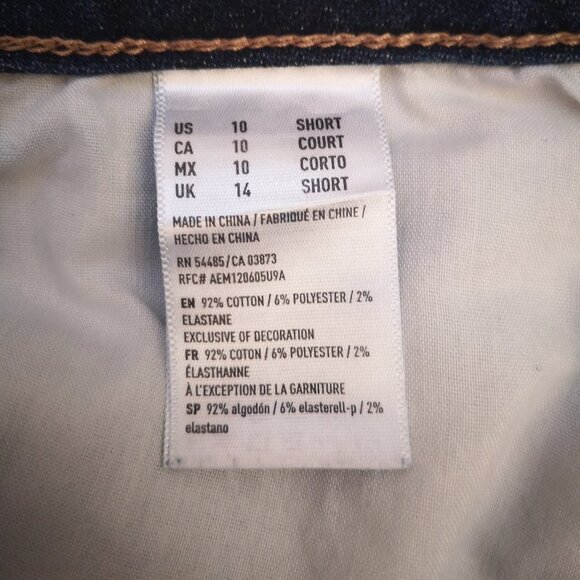 US 10 SHORT
CA 10 COURT
MX 10 CORTO
UK 14 SHORT
MADE IN CHINA / FABRIQUÉ EN CHINE /
HECHO EN CHINA
RN 54485/CA 03873
RFC# AEM120605U9A
EN 92% COTTON / 6% POLYESTER / 2%
ELASTANE
EXCLUSIVE OF DECORATION
FR 92% COTON / 6% POLYESTER / 2%
ÉLASTHANNE
À L'EXCEPTION DE LA GARNITURE
SP 92% algodón / 6% elasterell-p / 2%
elastano